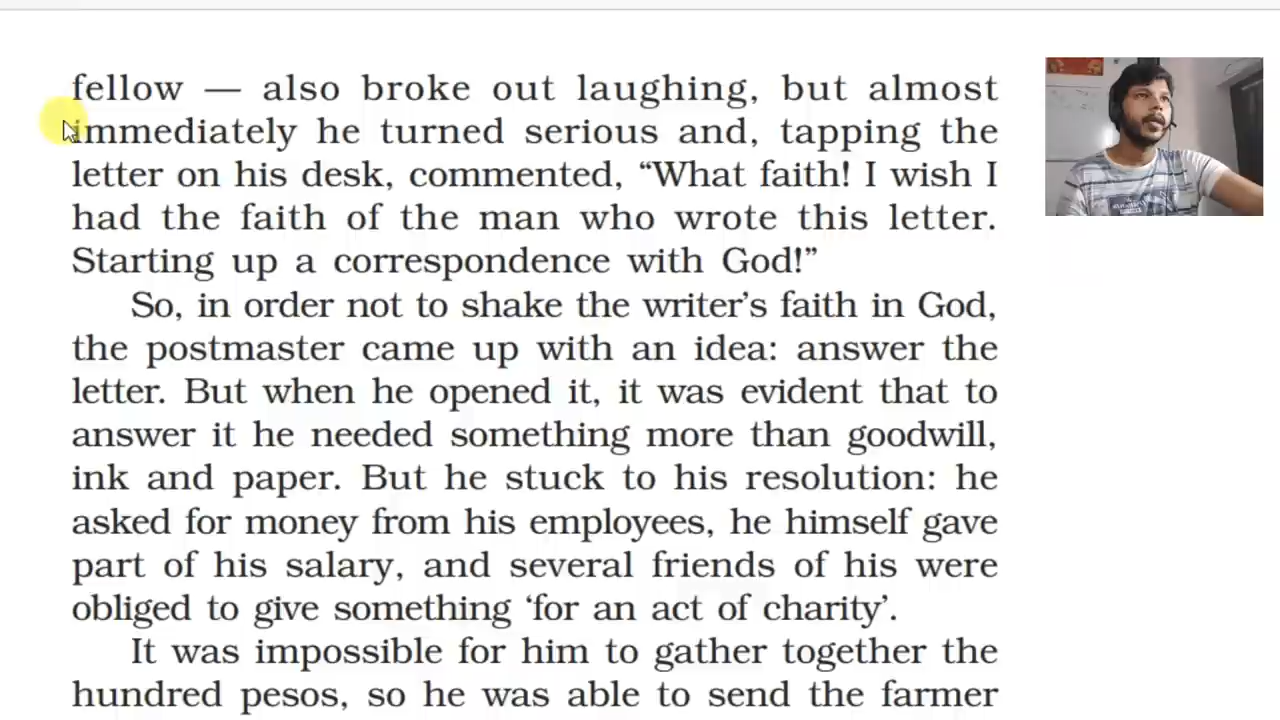 fellow — also broke out laughing, but almost
immediately he turned serious and, tapping the
letter on his desk, commented, “What faith! I wish I
had the faith of the man who wrote this letter.
Starting up a correspondence with God!”
So, in order not to shake the writer’s faith in God,
the postmaster came up with an idea: answer the
letter. But when he opened it, it was evident that to
answer it he needed something more than goodwill,
ink and paper. But he stuck to his resolution: he
asked for money from his employees, he himself gave
part of his salary, and several friends of his were
obliged to give something ‘for an act of charity’.
It was impossible for him to gather together the
hundred pesos, so he was able to send the farmer